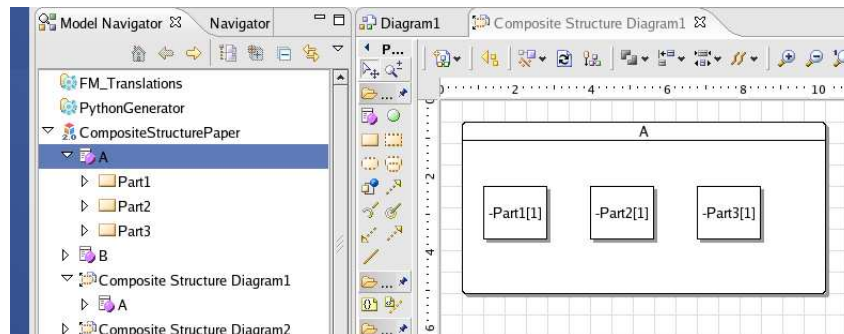 Model Navigator
Navigator
FM_Translations
PythonGenerator
CompositeStructurePaper
A
Part1
Part2
Part3
B
Composite Structure Diagram1
A
Composite Structure Diagram2
Diagram1
Composite Structure Diagram1
P...
...
2 4 6 8 10
0
2
4
6
A
-Part1[1] -Part2[1] -Part3[1]
...
...